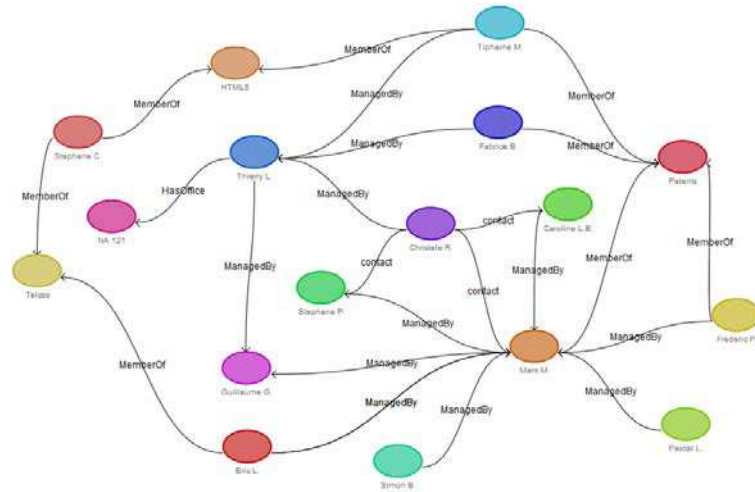 Tiphaine M.
MemberOf
HTML5
MemberOf
ManagedBy
MemberOf
Stephane C.
Fabrice B.
ManagedBy
MemberOf
Thierry L.
Patents
MemberOf
HasOffice
ManagedBy
NA 121
contact
Caroline L.B.
Christele R.
MemberOf
contact
MemberOf
ManagedBy
ManagedBy
contact
Stephane P.
ManagedBy
Frederic P.
Marc M.
MemberOf
ManagedBy
ManagedBy
Guillaume G.
ManagedBy
ManagedBy
ManagedBy
Pascal L.
Eric L.
Simon B.